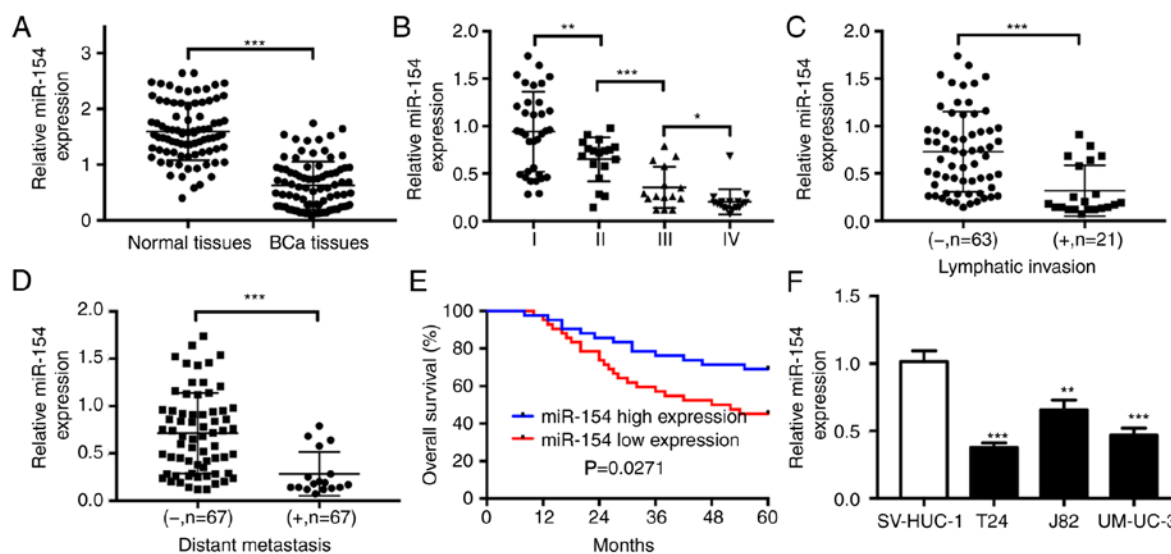 A
Relative miR-154
expression
3
2
1
0
***
Normal tissues
BCa tissues
B
Relative miR-154
expression
2.0
1.5
1.0
0.5
0.0
**
***
*
I
II
III
IV
C
Relative miR-154
expression
2.0
1.5
1.0
0.5
0.0
***
(−,n=63)
(+,n=21)
Lymphatic invasion
D
Relative miR-154
expression
2.0
1.5
1.0
0.5
0.0
***
(−,n=67)
(+,n=67)
Distant metastasis
E
Overall survival (%)
100
80
60
40
20
0
miR-154 high expression
miR-154 low expression
P=0.0271
0
12
24
36
48
60
Months
F
Relative miR-154
expression
1.5
1.0
0.5
0.0
***
**
***
SV-HUC-1
T24
J82
UM-UC-3